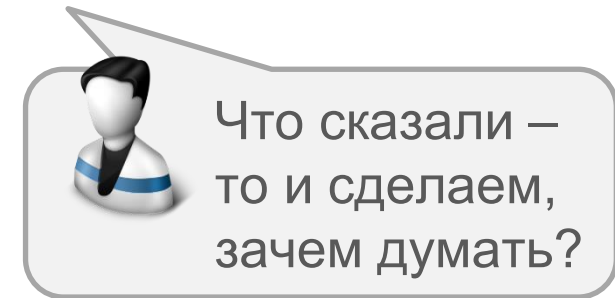 Что сказали –
то и сделаем,
зачем думать?